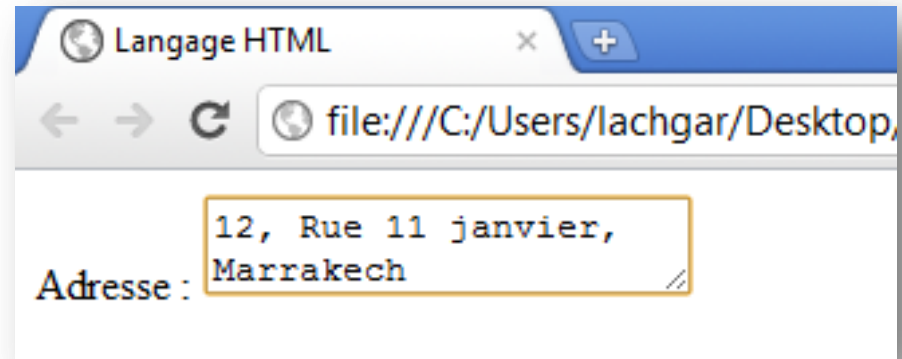 Langage HTML
file:///C:/Users/lachgar/Desktop/
12, Rue 11 janvier,
Marrakech
Adresse :